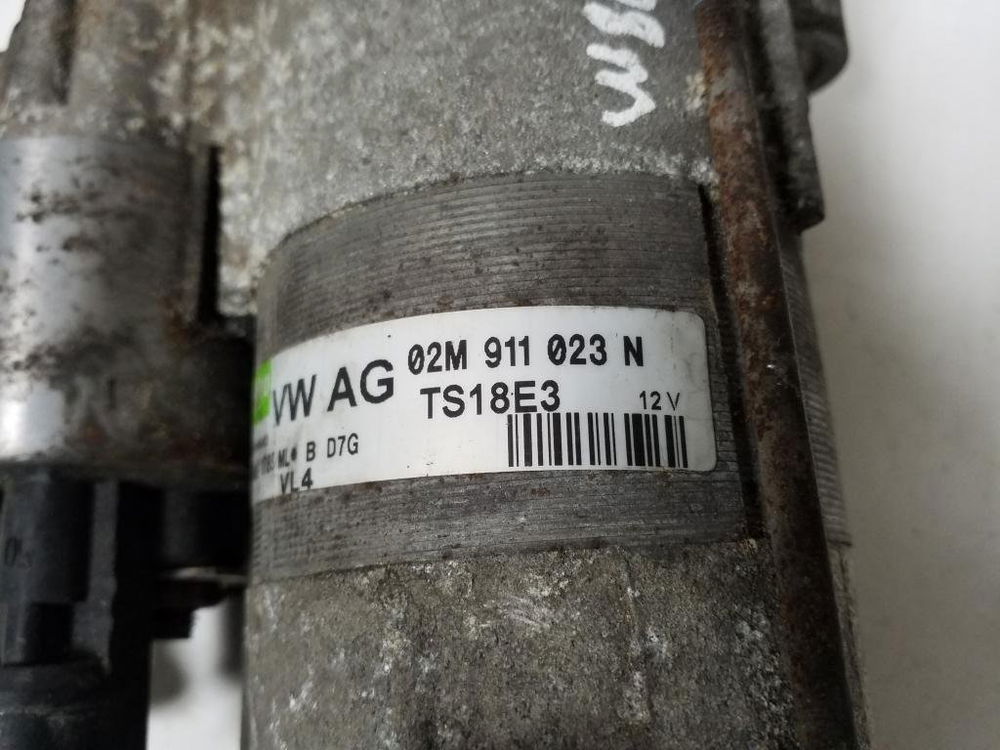 VW AG 02M 911 023 N
TS18E3 12V
B D7G
VL4